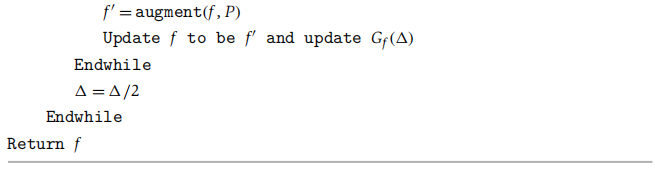 f′ = augment(f, P)
Update f to be f′ and update G_f(Δ)
Endwhile
Δ = Δ/2
Endwhile
Return f